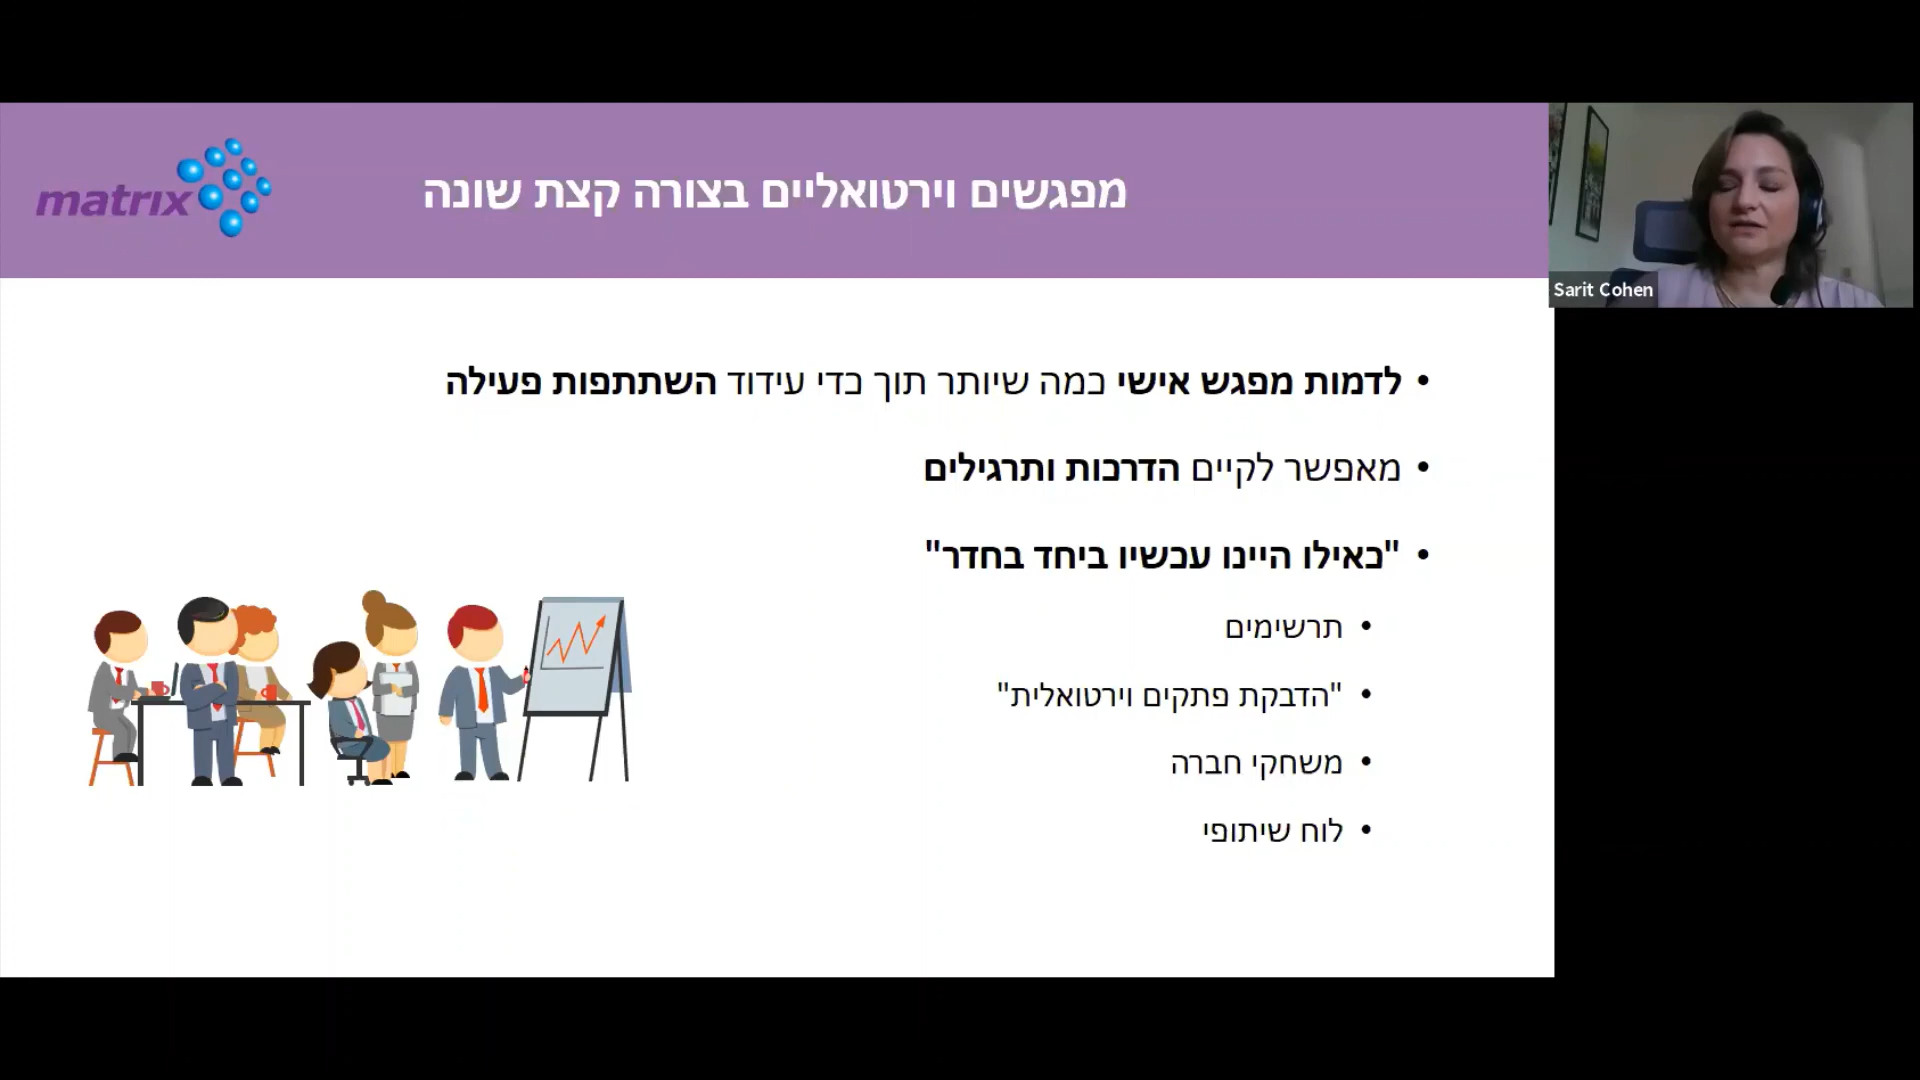 matrix
מפגשים וירטואליים בצורה קצת שונה
Sarit Cohen
• לדמות מפגש אישי כמה שיותר תוך כדי עידוד השתתפות פעילה
• מאפשר לקיים הדרכות ותרגילים
• "כאילו היינו עכשיו ביחד בחדר"
• תרשימים
• "הדבקת פתקים וירטואלית"
• משחקי חברה
• לוח שיתופי